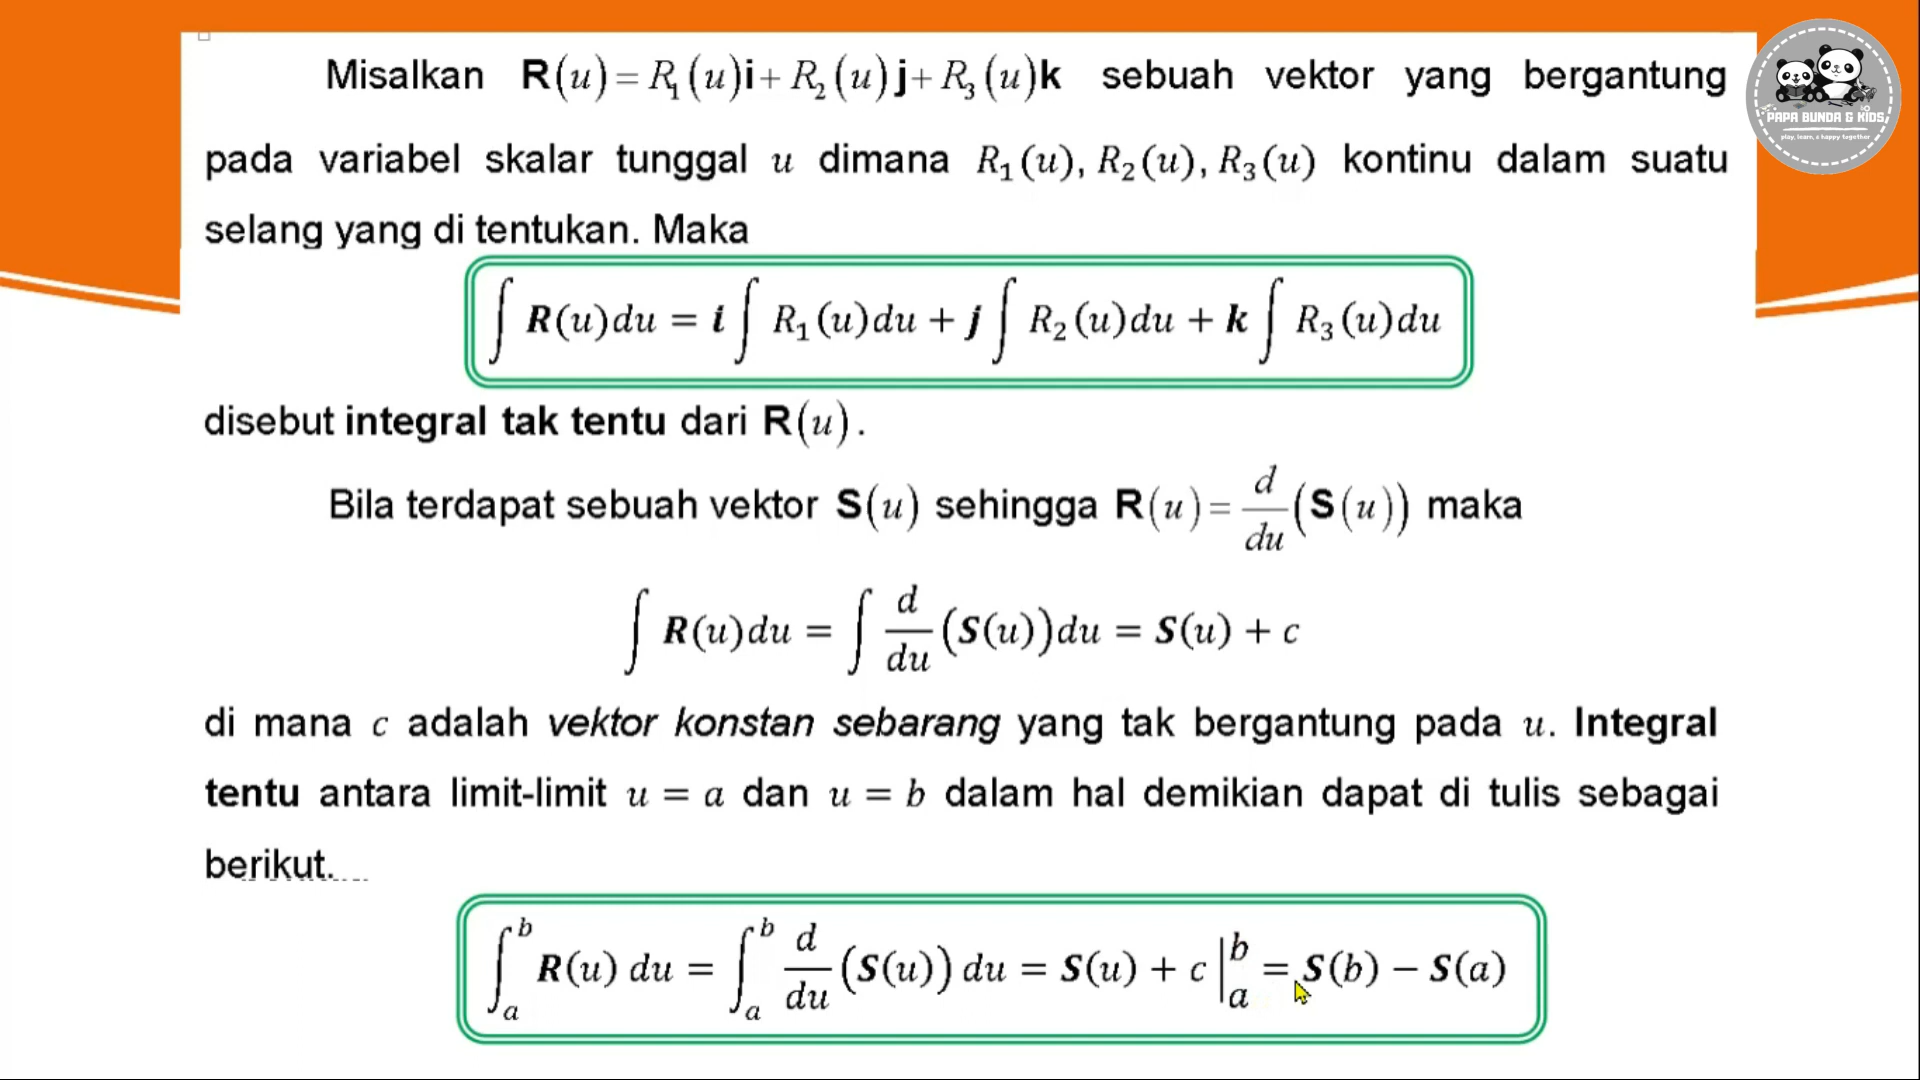 Misalkan R(u) = R₁(u)i + R₂(u)j + R₃(u)k sebuah vektor yang bergantung
pada variabel skalar tunggal u dimana R₁(u), R₂(u), R₃(u) kontinu dalam suatu
selang yang di tentukan. Maka
∫ R(u)du = i ∫ R₁(u)du + j ∫ R₂(u)du + k ∫ R₃(u)du
disebut integral tak tentu dari R(u).
Bila terdapat sebuah vektor S(u) sehingga R(u) = d/du (S(u)) maka
∫ R(u)du = ∫ d/du (S(u))du = S(u) + c
di mana c adalah vektor konstan sebarang yang tak bergantung pada u. Integral
tentu antara limit-limit u = a dan u = b dalam hal demikian dapat di tulis sebagai
berikut.
∫ₐᵇ R(u) du = ∫ₐᵇ d/du (S(u)) du = S(u) + c |ₐᵇ = S(b) − S(a)
PAPA BUNDA & KIDS
play, learn, & happy together